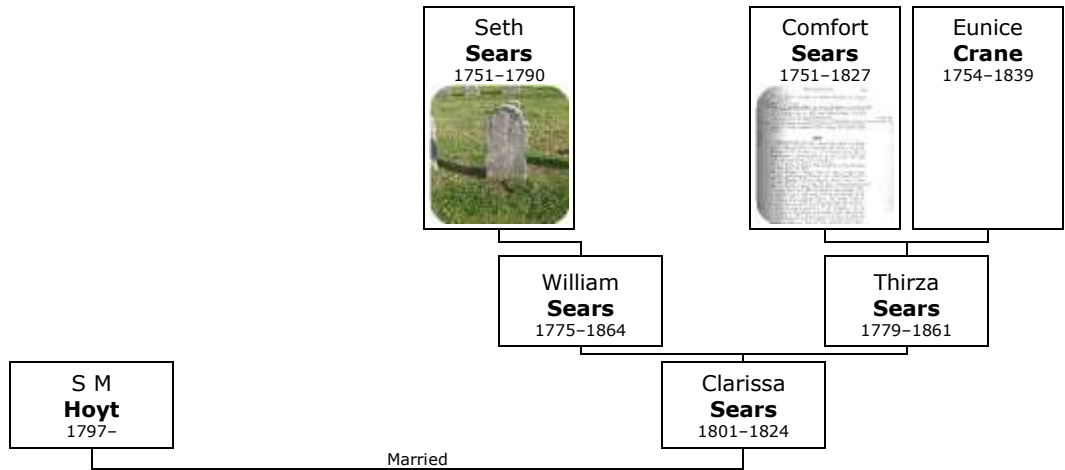 Seth
Sears
1751–1790
Comfort
Sears
1751–1827
Eunice
Crane
1754–1839
William
Sears
1775–1864
Thirza
Sears
1779–1861
S M
Hoyt
1797–
Clarissa
Sears
1801–1824
Married